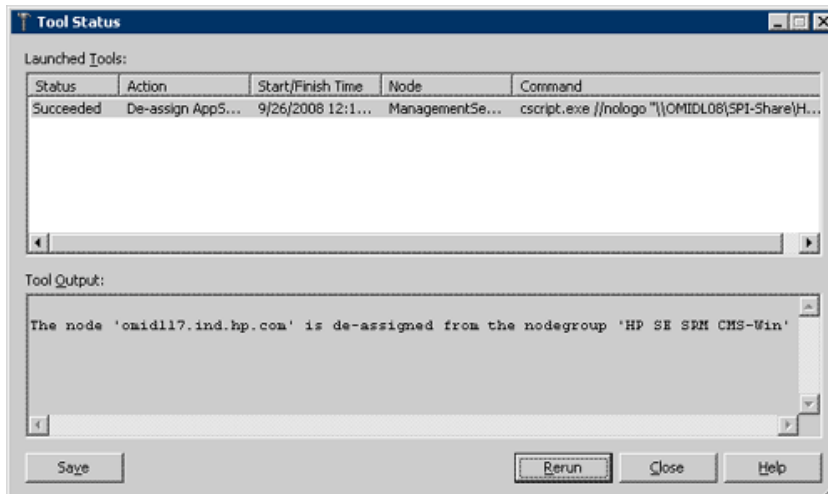 Tool Status
Launched Tools:
Status Action Start/Finish Time Node Command
Succeeded De-assign AppS... 9/26/2008 12:1... ManagementSe... cscript.exe //nologo "\\OMIDL08\SPI-Share\H...
Tool Output:
The node 'omidl17.ind.hp.com' is de-assigned from the nodegroup 'HP SE SRM CMS-Win'
Save Rerun Close Help